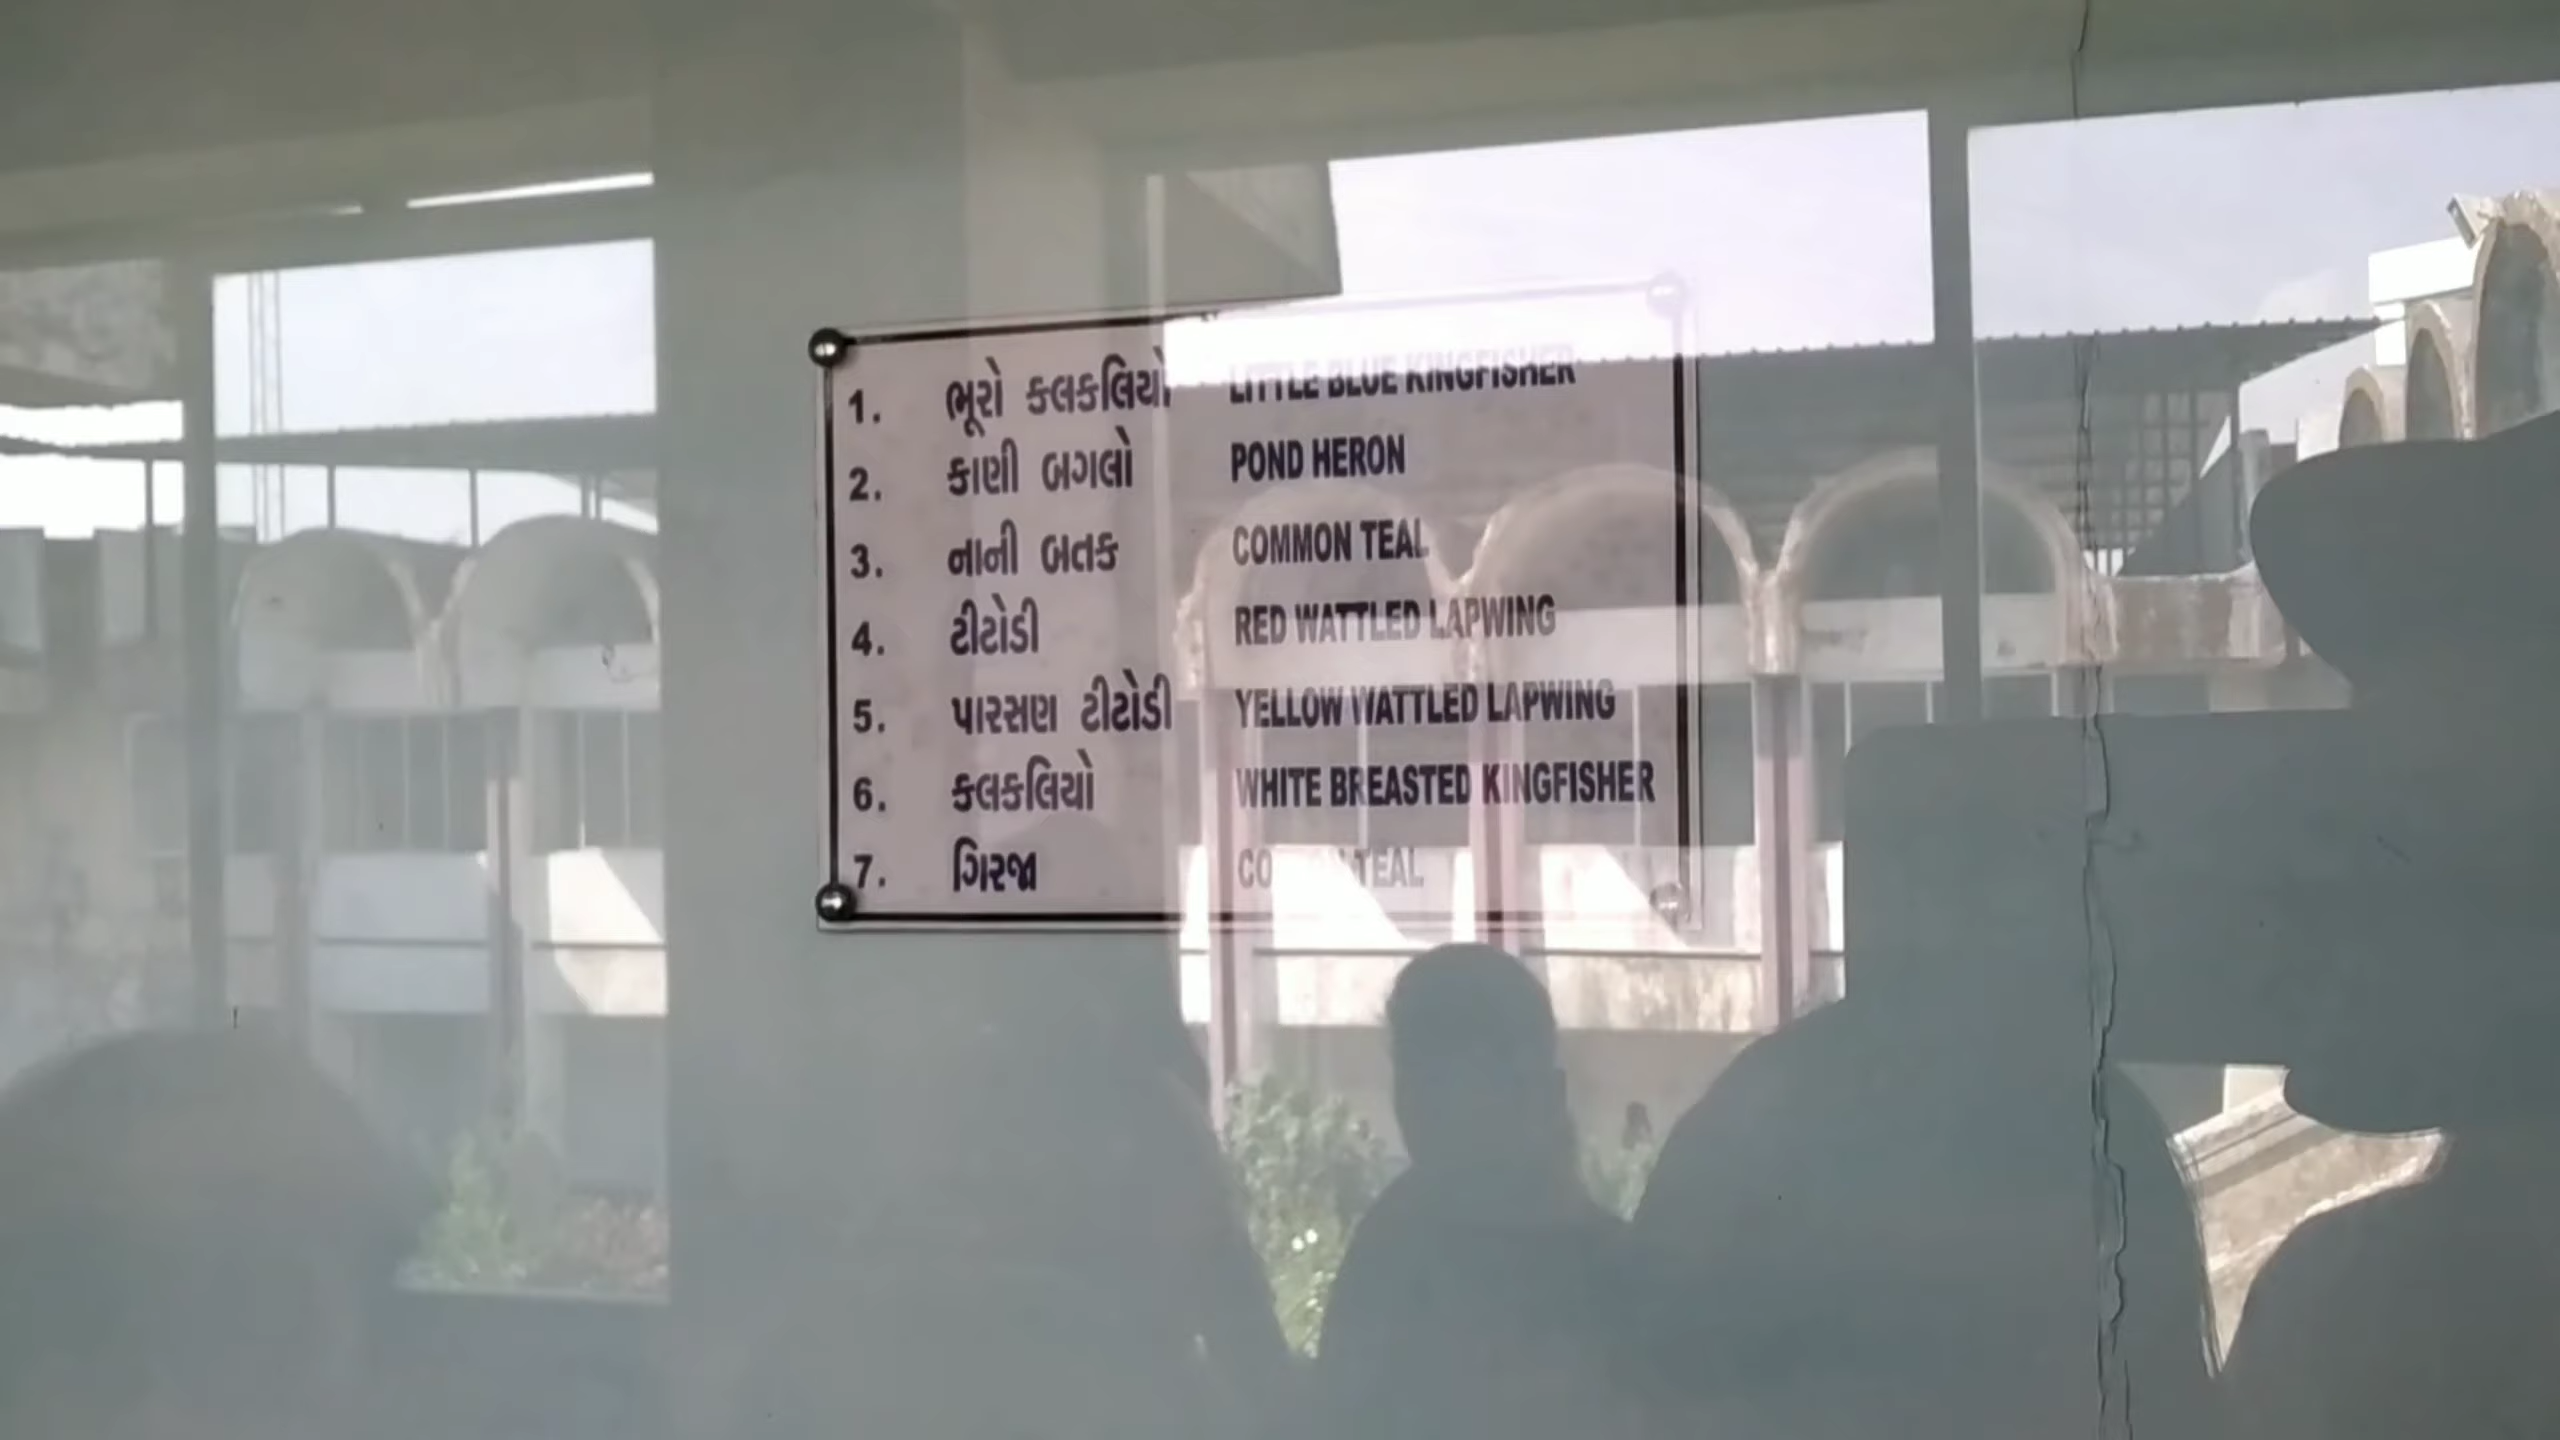 1. ભૂરો કલકલિયો LITTLE BLUE KINGFISHER
2. કાણી બગલો POND HERON
3. નાની બતક COMMON TEAL
4. ટીટોડી RED WATTLED LAPWING
5. પારસણ ટીટોડી YELLOW WATTLED LAPWING
6. કલકલિયો WHITE BREASTED KINGFISHER
7. ગિરજા TEAL